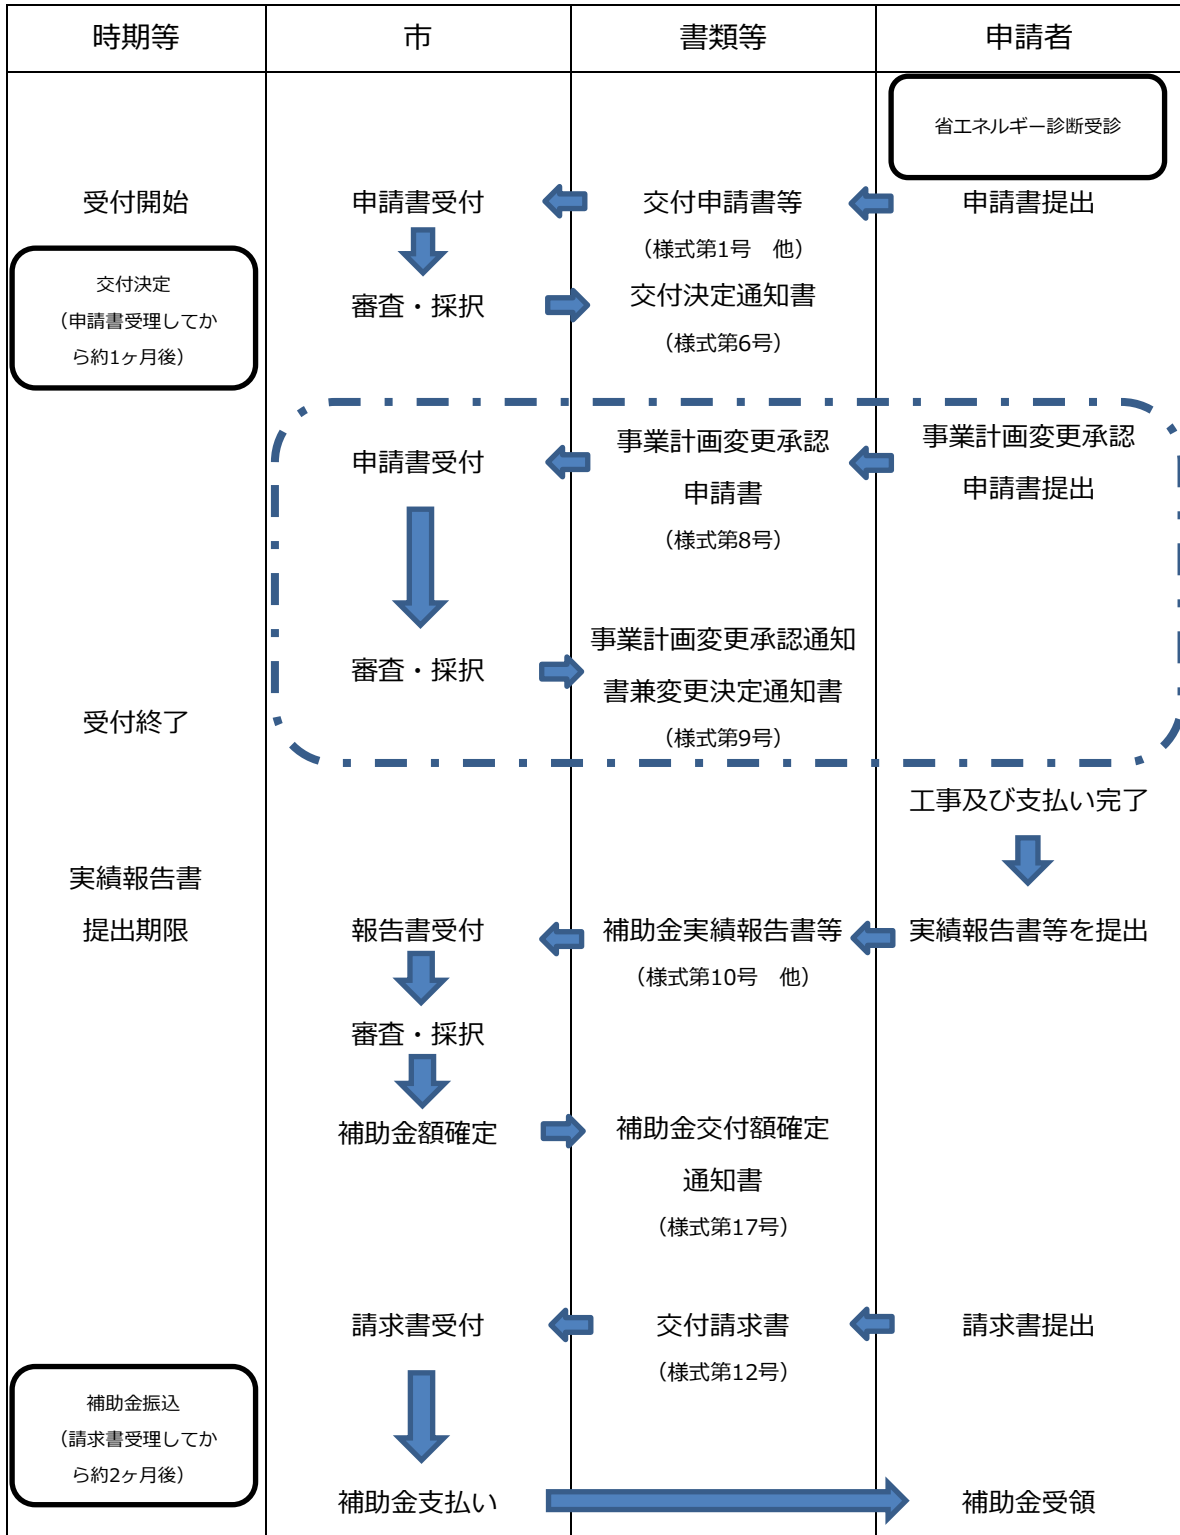 時期等 市 書類等 申請者
省エネルギー診断受診
受付開始 申請書受付 交付申請書等 申請書提出
（様式第1号　他）
交付決定
（申請書受理してか
ら約1ヶ月後）
審査・採択 交付決定通知書
（様式第6号）
申請書受付 事業計画変更承認 事業計画変更承認
申請書 申請書提出
（様式第8号）
審査・採択 事業計画変更承認通知
書兼変更決定通知書
受付終了 （様式第9号）
工事及び支払い完了
実績報告書
提出期限 報告書受付 補助金実績報告書等 実績報告書等を提出
（様式第10号　他）
審査・採択
補助金額確定 補助金交付額確定
通知書
（様式第17号）
請求書受付 交付請求書 請求書提出
（様式第12号）
補助金振込
（請求書受理してか
ら約2ヶ月後）
補助金支払い 補助金受領